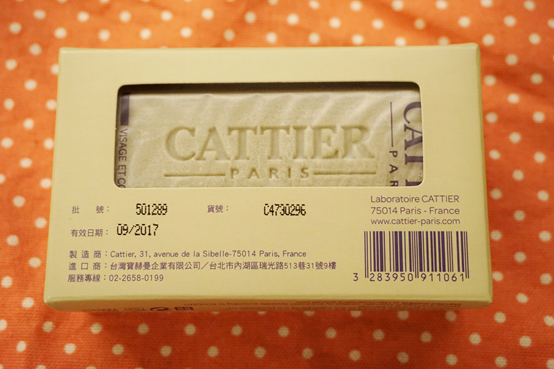 CATTIER
PARIS
VISAGE ET CO
批 號： 501289 貨號： C4730296
有效日期： 09/2017
製 造 商：Cattier, 31, avenue de la Sibelle-75014 Paris, France
進 口 商：台灣寶赫曼企業有限公司／台北市內湖區瑞光路513巷31號9樓
服務專線：02-2658-0199
Laboratoire CATTIER
75014 Paris - France
www.cattier-paris.com
3 283950 911061